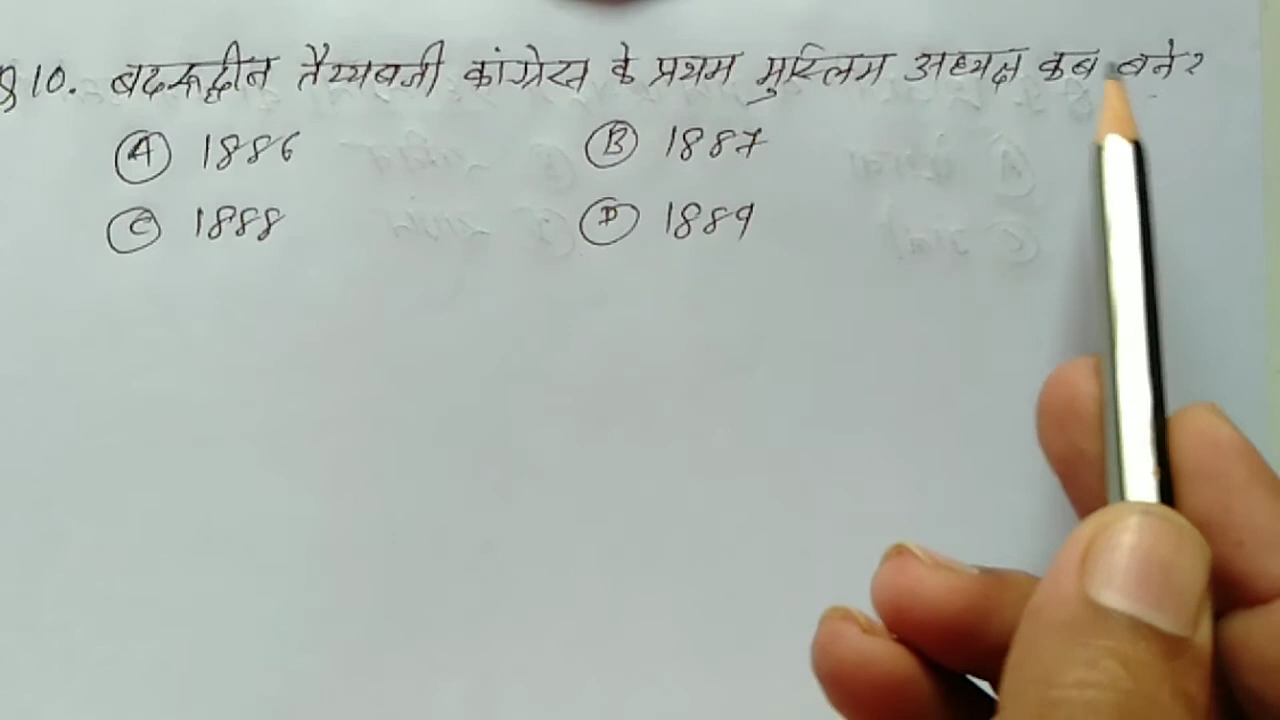 Q10. बदरूद्दीन तैय्यबजी कांग्रेस के प्रथम मुस्लिम अध्यक्ष कब बने?
(A) 1886 (B) 1887
(C) 1888 (D) 1889